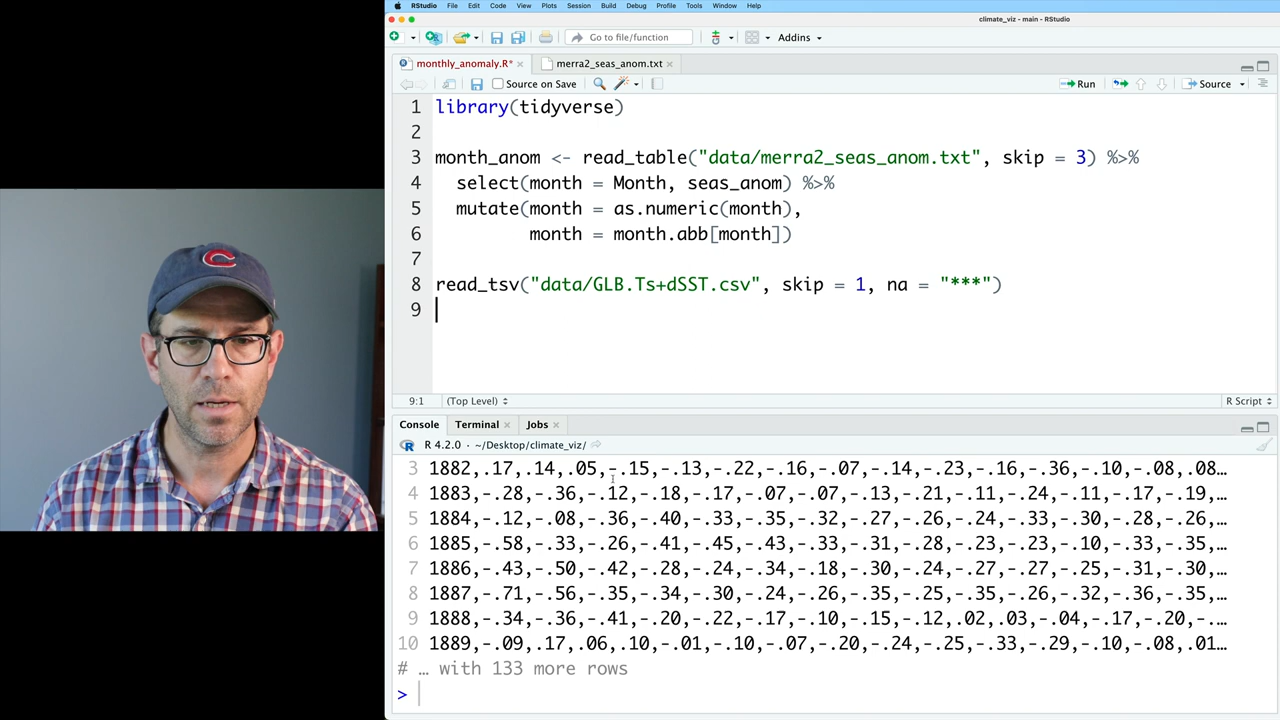 RStudio File Edit Code View Plots Session Build Debug Profile Tools Window Help
climate_viz - main - RStudio
Go to file/function Addins
monthly_anomaly.R* merra2_seas_anom.txt
Source on Save Run Source
1 library(tidyverse)
2
3 month_anom <- read_table("data/merra2_seas_anom.txt", skip = 3) %>%
4 select(month = Month, seas_anom) %>%
5 mutate(month = as.numeric(month),
6 month = month.abb[month])
7
8 read_tsv("data/GLB.Ts+dSST.csv", skip = 1, na = "***")
9
9:1 (Top Level) R Script
Console Terminal Jobs
R 4.2.0 · ~/Desktop/climate_viz/
3 1882,.17,.14,.05,-.15,-.13,-.22,-.16,-.07,-.14,-.23,-.16,-.36,-.10,-.08,.08…
4 1883,-.28,-.36,-.12,-.18,-.17,-.07,-.07,-.13,-.21,-.11,-.24,-.11,-.17,-.19,…
5 1884,-.12,-.08,-.36,-.40,-.33,-.35,-.32,-.27,-.26,-.24,-.33,-.30,-.28,-.26,…
6 1885,-.58,-.33,-.26,-.41,-.45,-.43,-.33,-.31,-.28,-.23,-.23,-.10,-.33,-.35,…
7 1886,-.43,-.50,-.42,-.28,-.24,-.34,-.18,-.30,-.24,-.27,-.27,-.25,-.31,-.30,…
8 1887,-.71,-.56,-.35,-.34,-.30,-.24,-.26,-.35,-.25,-.35,-.26,-.32,-.36,-.35,…
9 1888,-.34,-.36,-.41,-.20,-.22,-.17,-.10,-.15,-.12,.02,.03,-.04,-.17,-.20,-.…
10 1889,-.09,.17,.06,.10,-.01,-.10,-.07,-.20,-.24,-.25,-.33,-.29,-.10,-.08,.01…
# … with 133 more rows
>